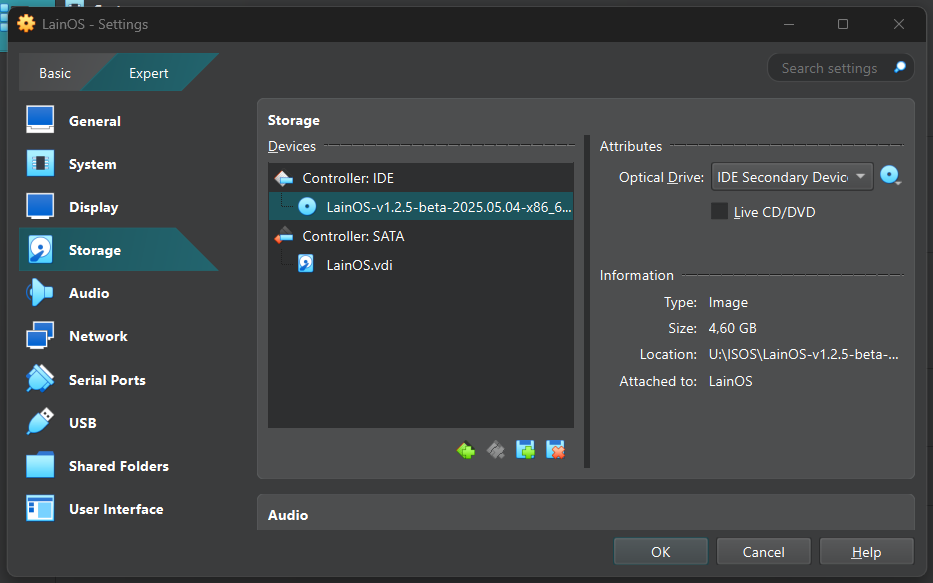 LainOS - Settings
Basic
Expert
Search settings
General
System
Display
Storage
Audio
Network
Serial Ports
USB
Shared Folders
User Interface
Storage
Devices
Controller: IDE
LainOS-v1.2.5-beta-2025.05.04-x86_6...
Controller: SATA
LainOS.vdi
Attributes
Optical Drive: IDE Secondary Devic
Live CD/DVD
Information
Type: Image
Size: 4,60 GB
Location: U:\ISOS\LainOS-v1.2.5-beta-...
Attached to: LainOS
Audio
OK
Cancel
Help